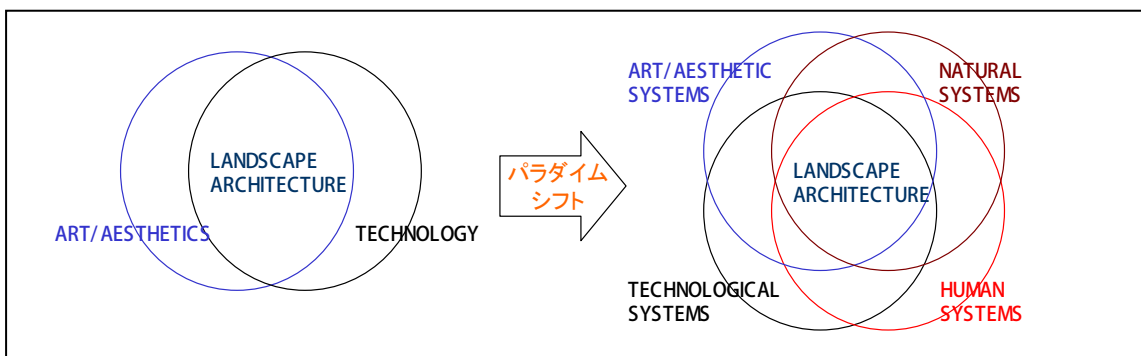 LANDSCAPE
ARCHITECTURE
ART/AESTHETICS
TECHNOLOGY
パラダイム
シフト
ART/AESTHETIC
SYSTEMS
NATURAL
SYSTEMS
LANDSCAPE
ARCHITECTURE
TECHNOLOGICAL
SYSTEMS
HUMAN
SYSTEMS